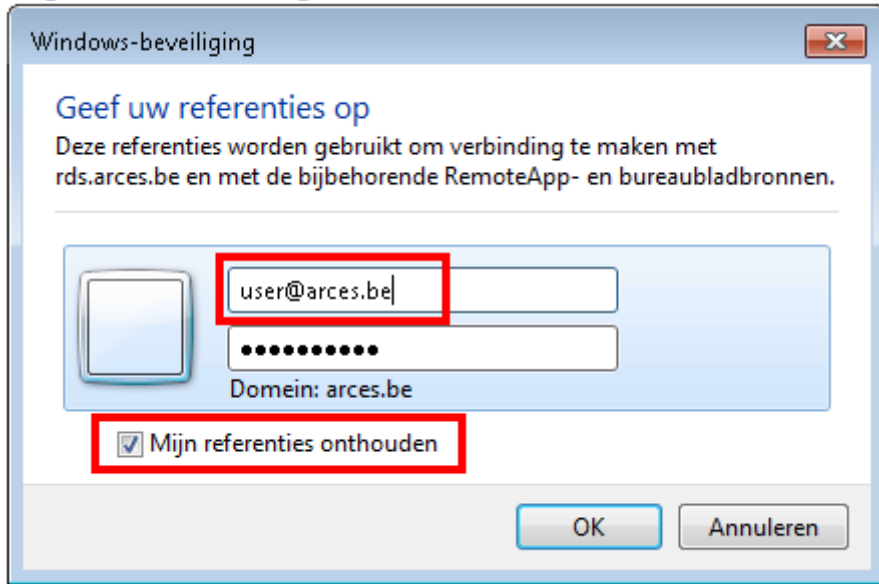 Windows-beveiliging
Geef uw referenties op
Deze referenties worden gebruikt om verbinding te maken met
rds.arces.be en met de bijbehorende RemoteApp- en bureaubladbronnen.
user@arces.be
●●●●●●●●●●
Domein: arces.be
Mijn referenties onthouden
OK
Annuleren